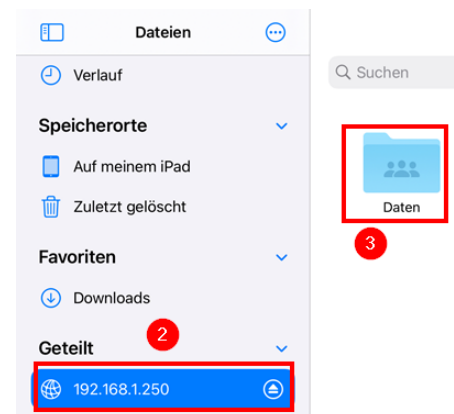 Dateien
Verlauf
Speicherorte
Auf meinem iPad
Zuletzt gelöscht
Favoriten
Downloads
2
Geteilt
192.168.1.250
Suchen
Daten
3